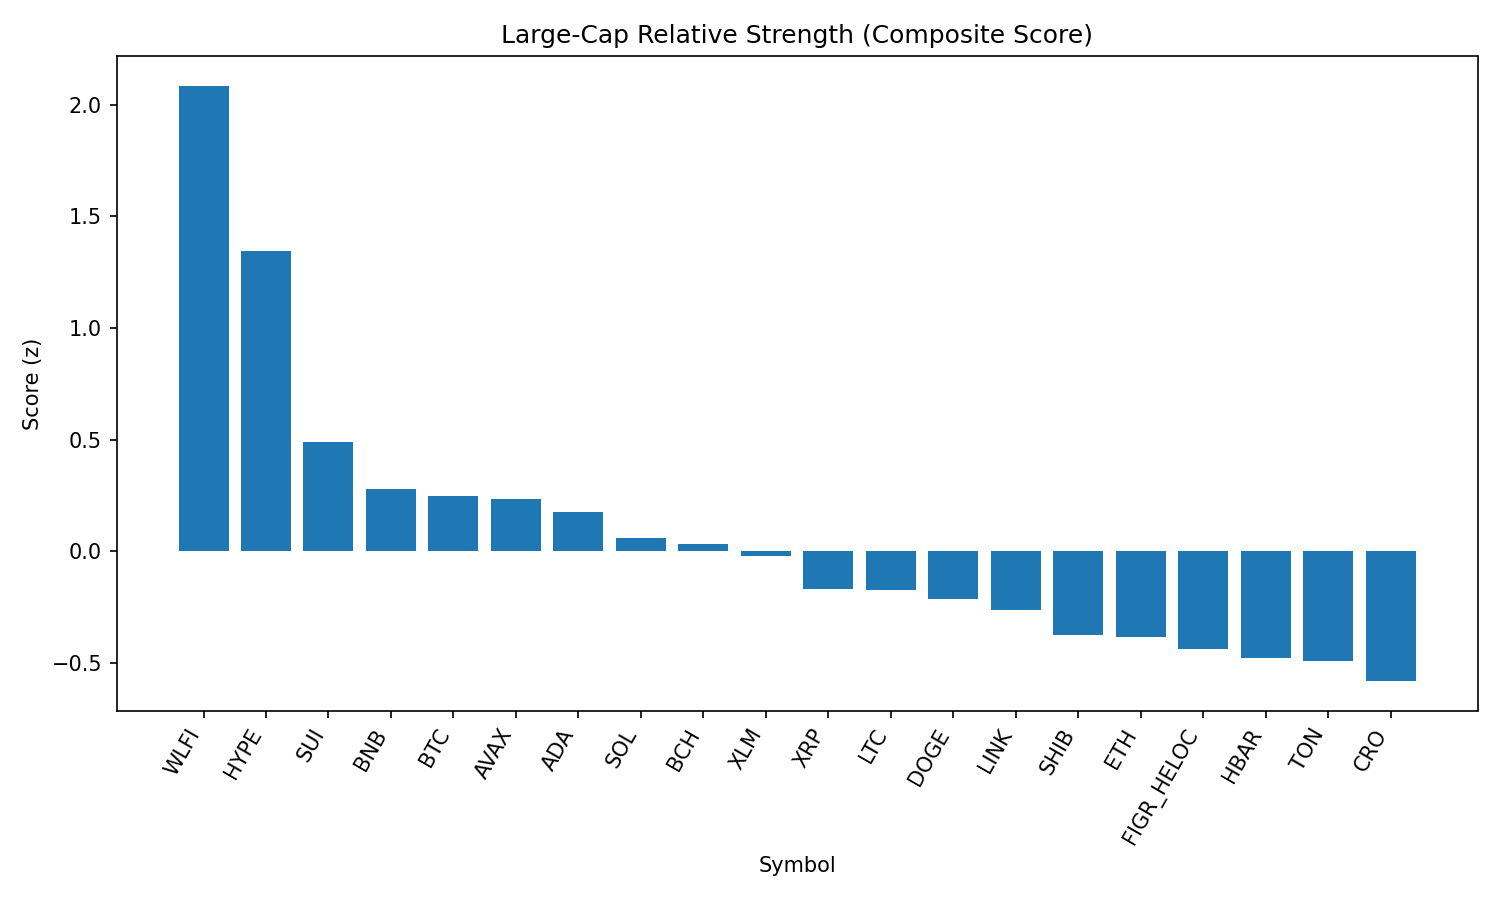 Large-Cap Relative Strength (Composite Score)
Score (z)
2.0
1.5
1.0
0.5
0.0
−0.5
WLFI
HYPE
SUI
BNB
BTC
AVAX
ADA
SOL
BCH
XLM
XRP
LTC
DOGE
LINK
SHIB
ETH
FIGR_HELOC
HBAR
TON
CRO
Symbol